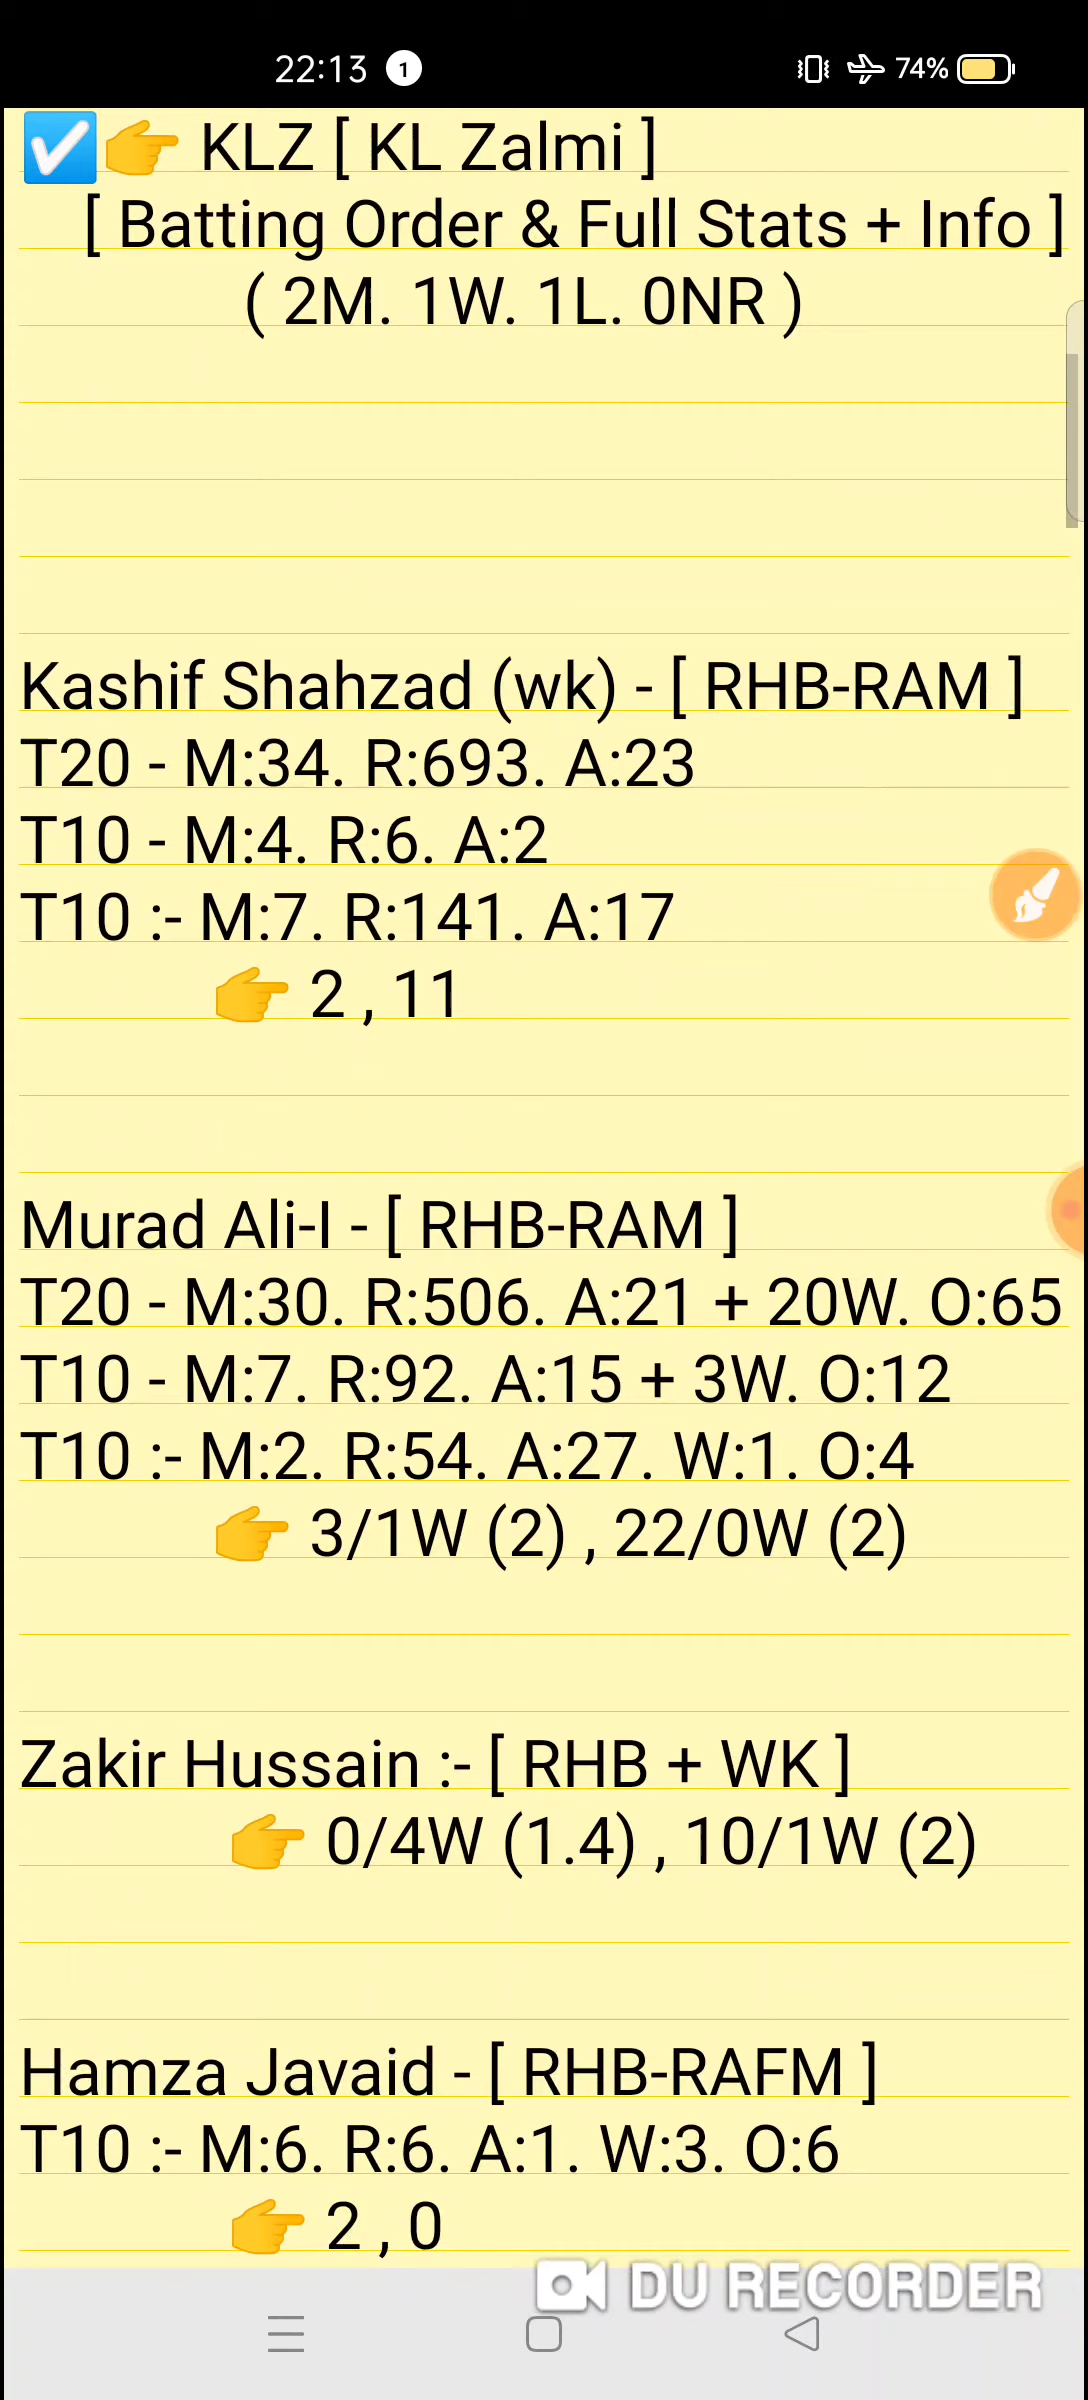 22:13 1 74%
✅👉 KLZ [ KL Zalmi ]
[ Batting Order & Full Stats + Info ]
( 2M. 1W. 1L. 0NR )
Kashif Shahzad (wk) - [ RHB-RAM ]
T20 - M:34. R:693. A:23
T10 - M:4. R:6. A:2
T10 :- M:7. R:141. A:17
👉 2 , 11
Murad Ali-I - [ RHB-RAM ]
T20 - M:30. R:506. A:21 + 20W. O:65
T10 - M:7. R:92. A:15 + 3W. O:12
T10 :- M:2. R:54. A:27. W:1. O:4
👉 3/1W (2) , 22/0W (2)
Zakir Hussain :- [ RHB + WK ]
👉 0/4W (1.4) , 10/1W (2)
Hamza Javaid - [ RHB-RAFM ]
T10 :- M:6. R:6. A:1. W:3. O:6
👉 2 , 0
DU RECORDER